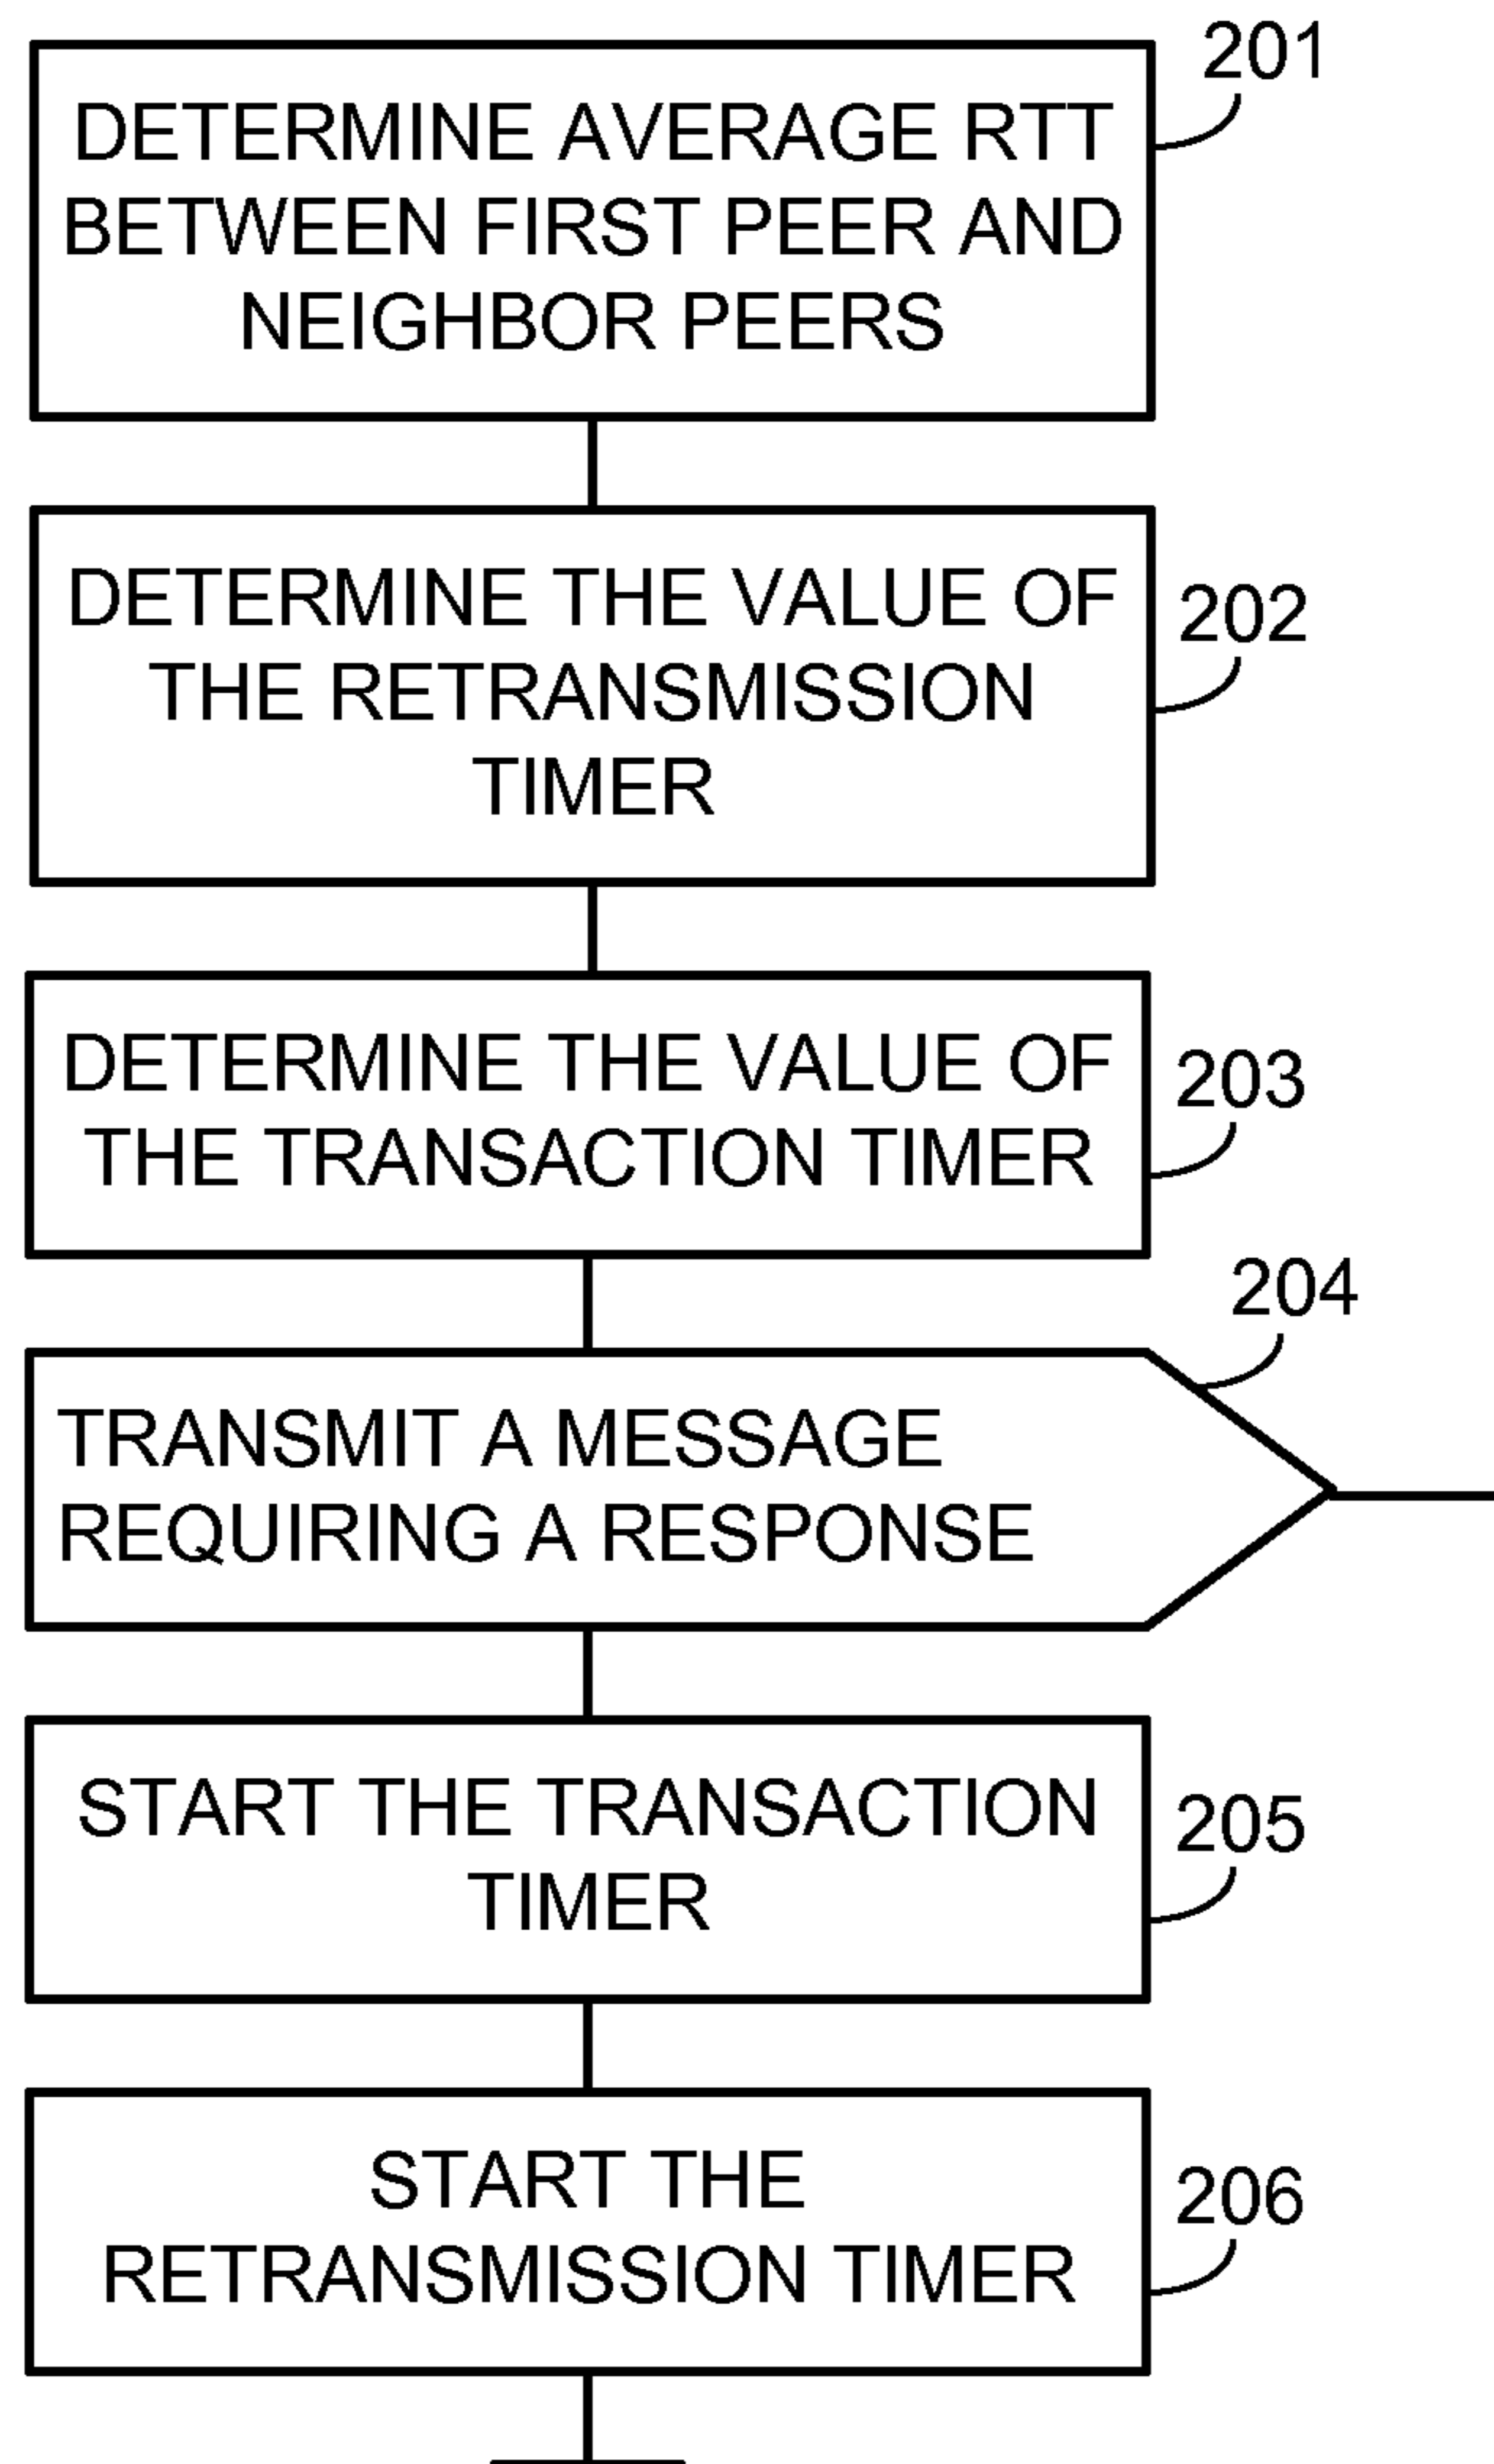 201
DETERMINE AVERAGE RTT
BETWEEN FIRST PEER AND
NEIGHBOR PEERS
202
DETERMINE THE VALUE OF
THE RETRANSMISSION
TIMER
203
DETERMINE THE VALUE OF
THE TRANSACTION TIMER
204
TRANSMIT A MESSAGE
REQUIRING A RESPONSE
205
START THE TRANSACTION
TIMER
206
START THE
RETRANSMISSION TIMER